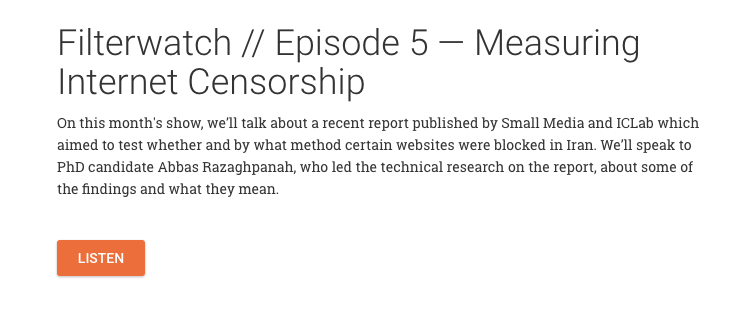 Filterwatch // Episode 5 — Measuring
Internet Censorship
On this month's show, we’ll talk about a recent report published by Small Media and ICLab which
aimed to test whether and by what method certain websites were blocked in Iran. We’ll speak to
PhD candidate Abbas Razaghpanah, who led the technical research on the report, about some of
the findings and what they mean.
LISTEN